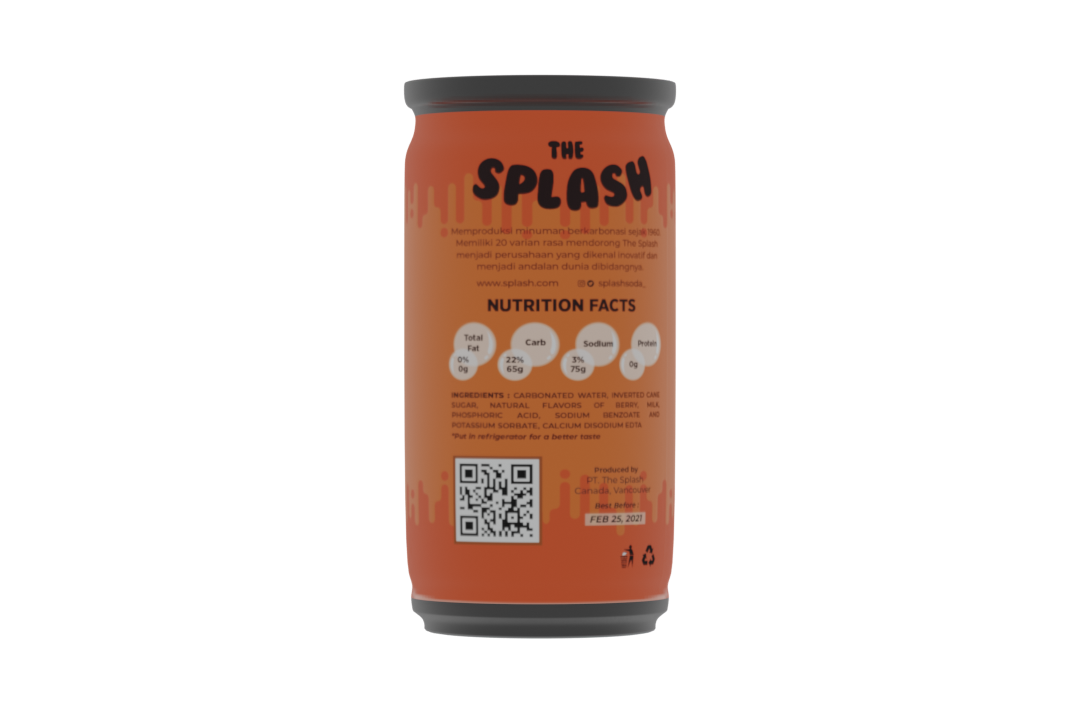 THE
SPLASH
Memproduksi minuman berkarbonasi sejak 1960.
Memiliki 20 varian rasa mendorong The Splash
menjadi perusahaan yang dikenal inovatif dan
menjadi andalan dunia dibidangnya.
www.splash.com splashsoda_
NUTRITION FACTS
Total Fat 0% 0g
Carb 22% 65g
Sodium 3% 75g
Protein 0g
INGREDIENTS : CARBONATED WATER, INVERTED CANE
SUGAR, NATURAL FLAVORS OF BERRY, MILK,
PHOSPHORIC ACID, SODIUM BENZOATE AND
POTASSIUM SORBATE, CALCIUM DISODIUM EDTA.
*Put in refrigerator for a better taste
Produced by
PT. The Splash
Canada, Vancouver
Best Before :
FEB 25, 2021